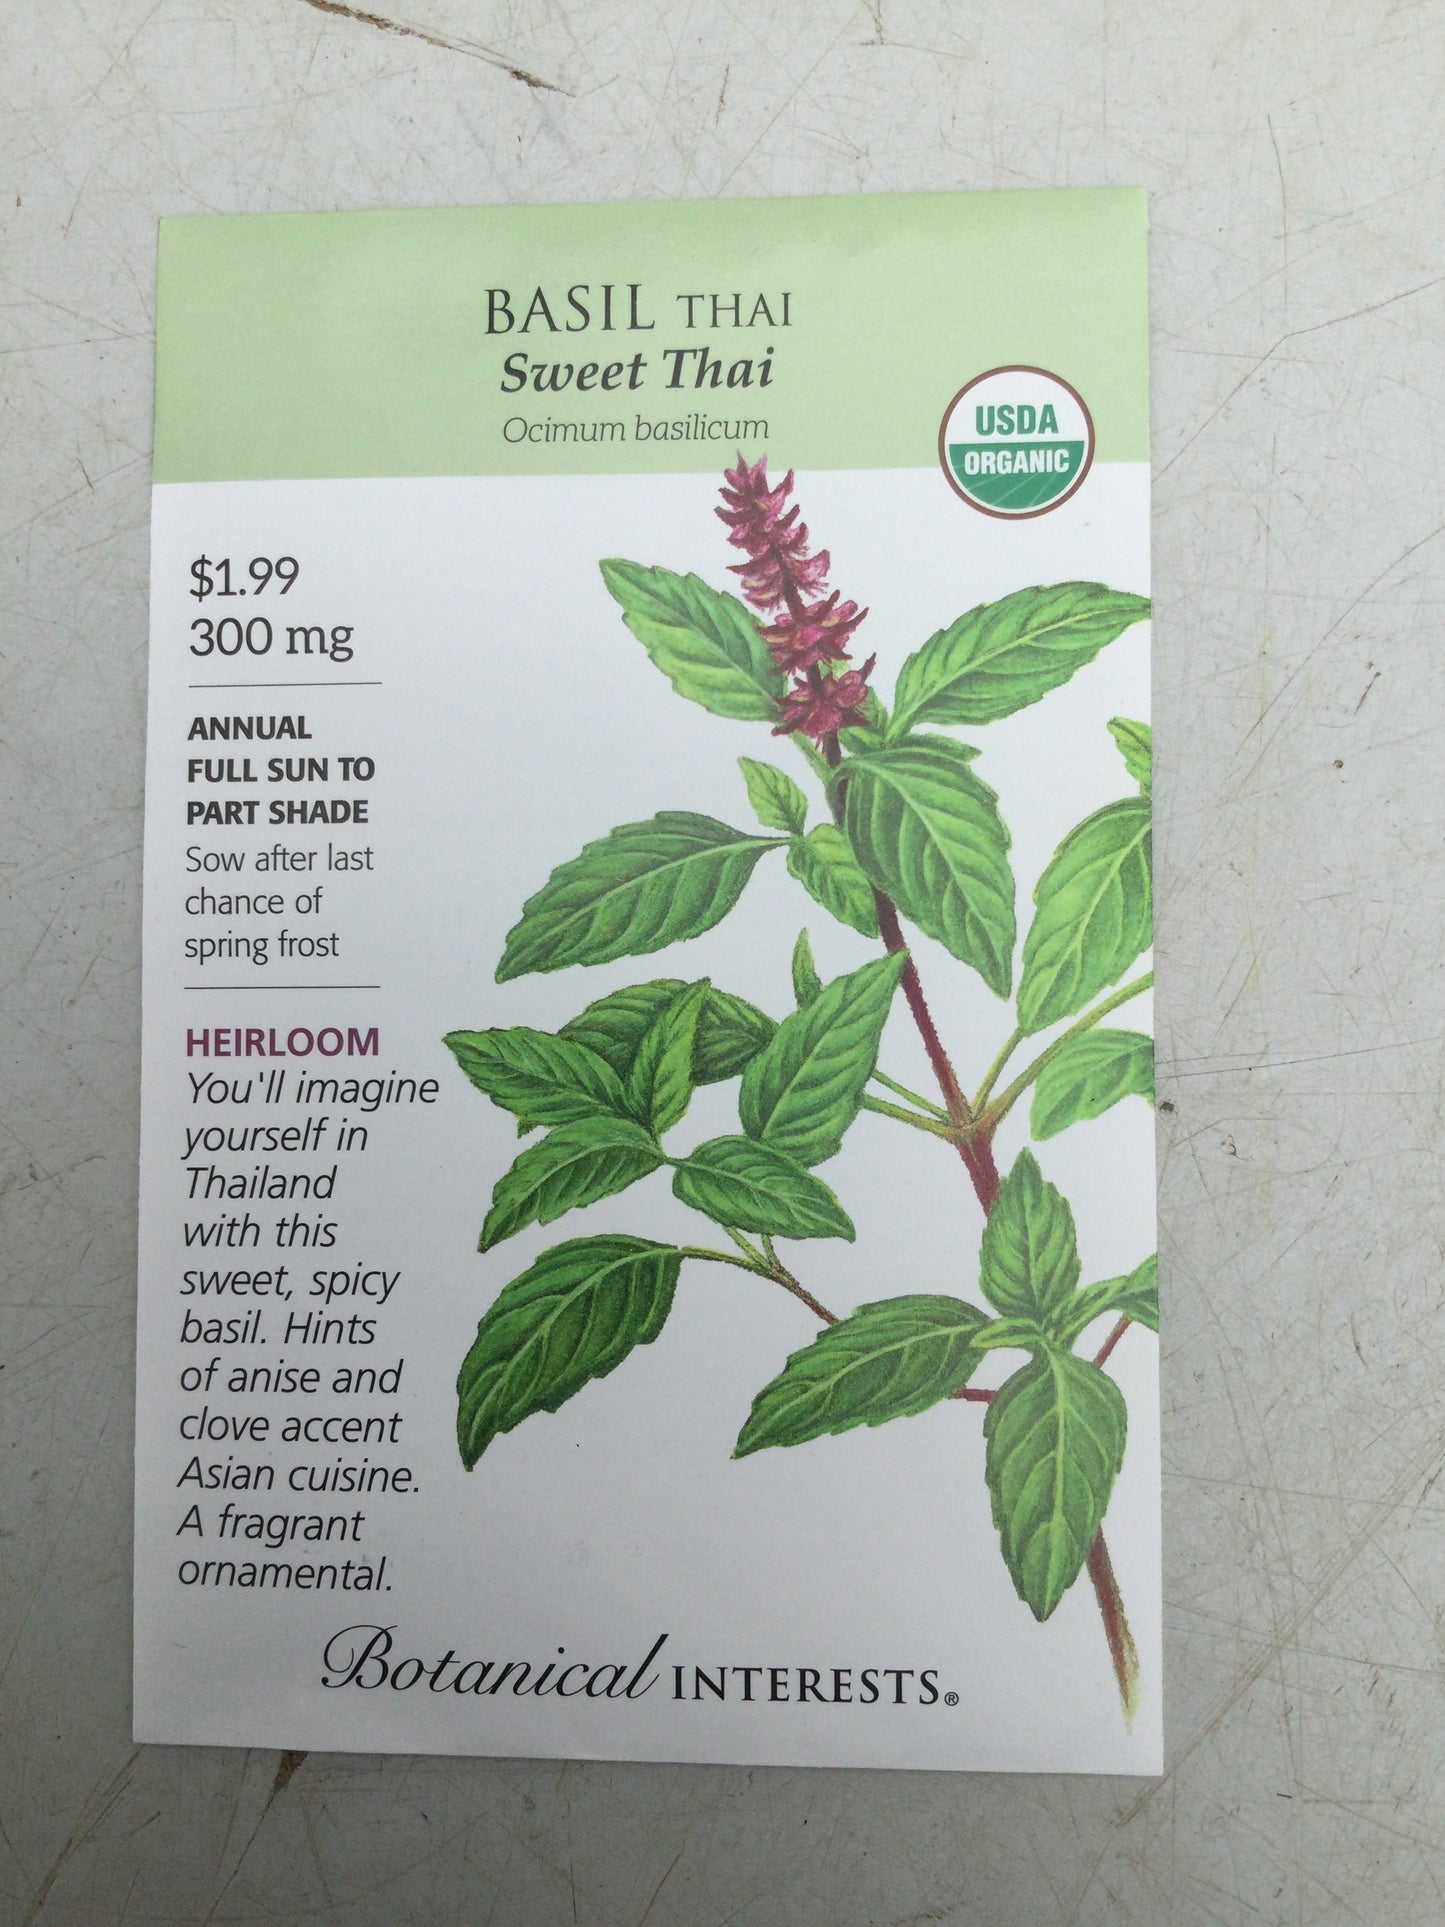 BASIL THAI
Sweet Thai
Ocimum basilicum
USDA
ORGANIC
$1.99
300 mg
ANNUAL
FULL SUN TO
PART SHADE
Sow after last
chance of
spring frost
HEIRLOOM
You'll imagine
yourself in
Thailand
with this
sweet, spicy
basil. Hints
of anise and
clove accent
Asian cuisine.
A fragrant
ornamental.
Botanical INTERESTS®